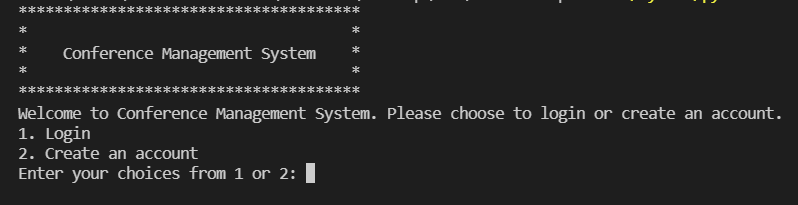 **************************************
*                                    *
*    Conference Management System    *
*                                    *
**************************************
Welcome to Conference Management System. Please choose to login or create an account.
1. Login
2. Create an account
Enter your choices from 1 or 2: